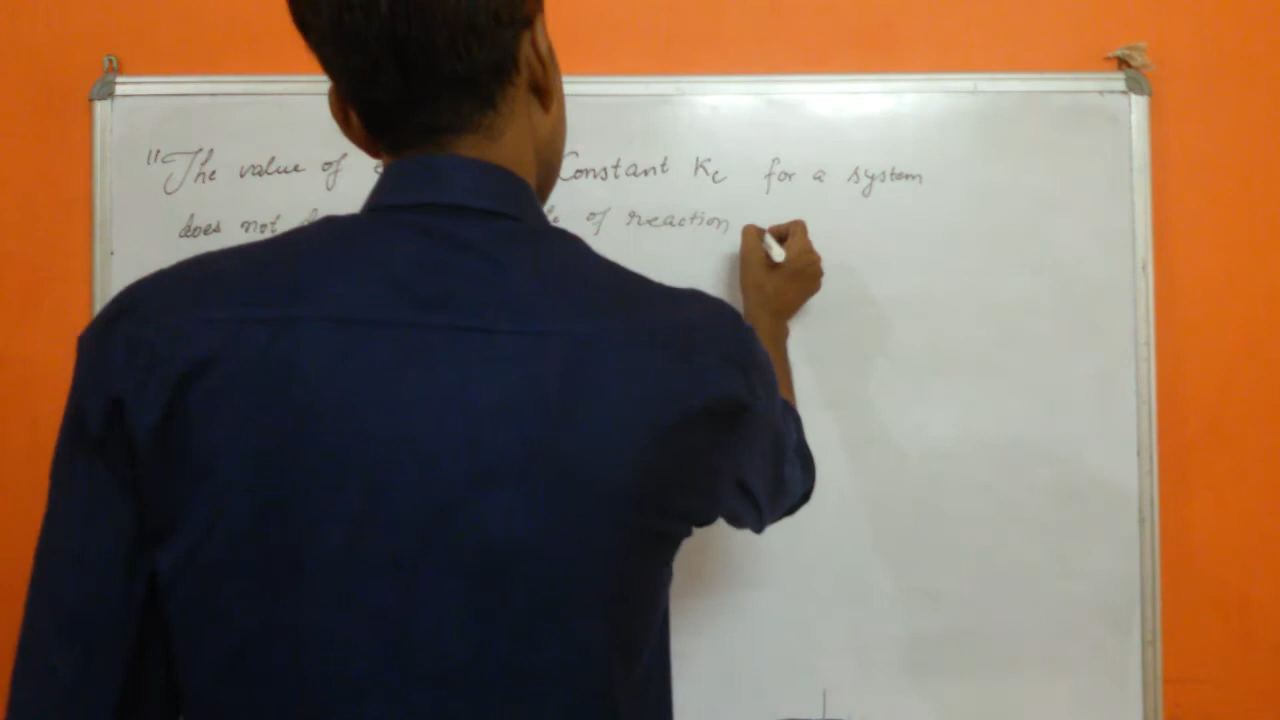 "The value of Constant Kc for a system
does not of reaction